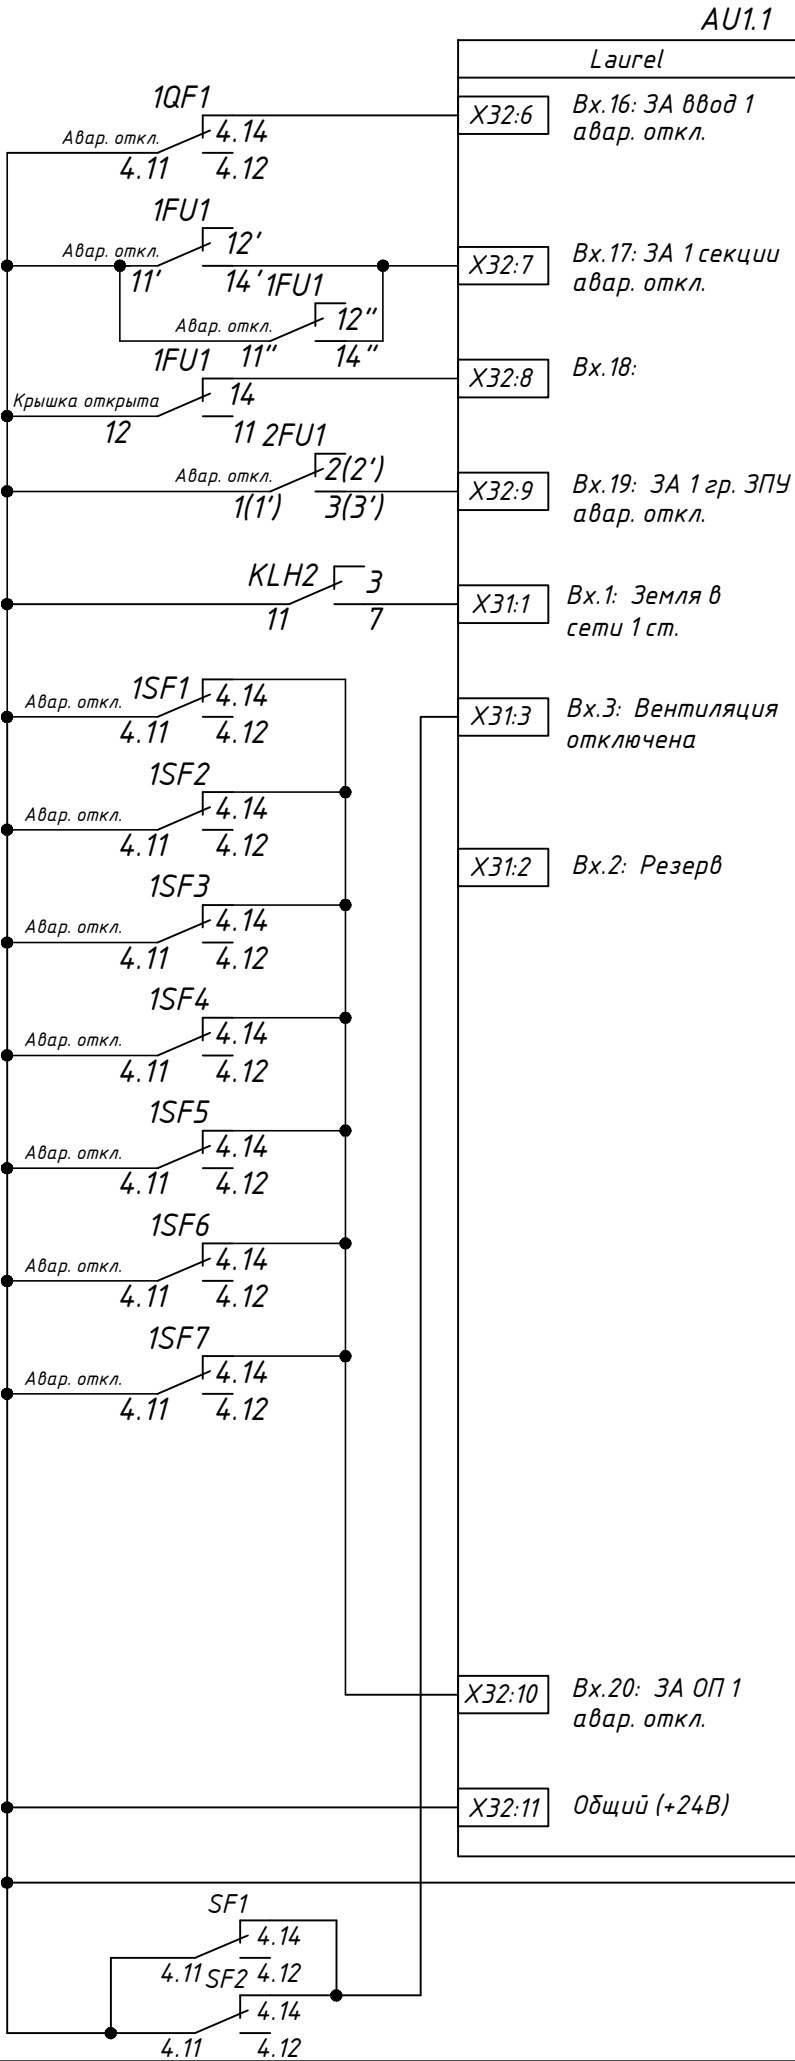 AU1.1
Laurel
1QF1
Авар. откл.
4.14
4.11
4.12
X32:6
Вх.16: ЗА ввод 1
авар. откл.
1FU1
Авар. откл.
12'
11'
14'
X32:7
Вх.17: ЗА 1 секции
авар. откл.
1FU1
Авар. откл.
12"
11"
14"
1FU1
Крышка открыта
14
12
11
X32:8
Вх.18:
2FU1
Авар. откл.
2(2')
1(1')
3(3')
X32:9
Вх.19: ЗА 1 гр. ЗПУ
авар. откл.
KLH2
3
11
7
X31:1
Вх.1: Земля в
сети 1 ст.
1SF1
Авар. откл.
4.14
4.11
4.12
X31:3
Вх.3: Вентиляция
отключена
1SF2
Авар. откл.
4.14
4.11
4.12
X31:2
Вх.2: Резерв
1SF3
Авар. откл.
4.14
4.11
4.12
1SF4
Авар. откл.
4.14
4.11
4.12
1SF5
Авар. откл.
4.14
4.11
4.12
1SF6
Авар. откл.
4.14
4.11
4.12
1SF7
Авар. откл.
4.14
4.11
4.12
X32:10
Вх.20: ЗА ОП 1
авар. откл.
X32:11
Общий (+24В)
SF1
4.14
4.11
4.12
SF2
4.14
4.11
4.12